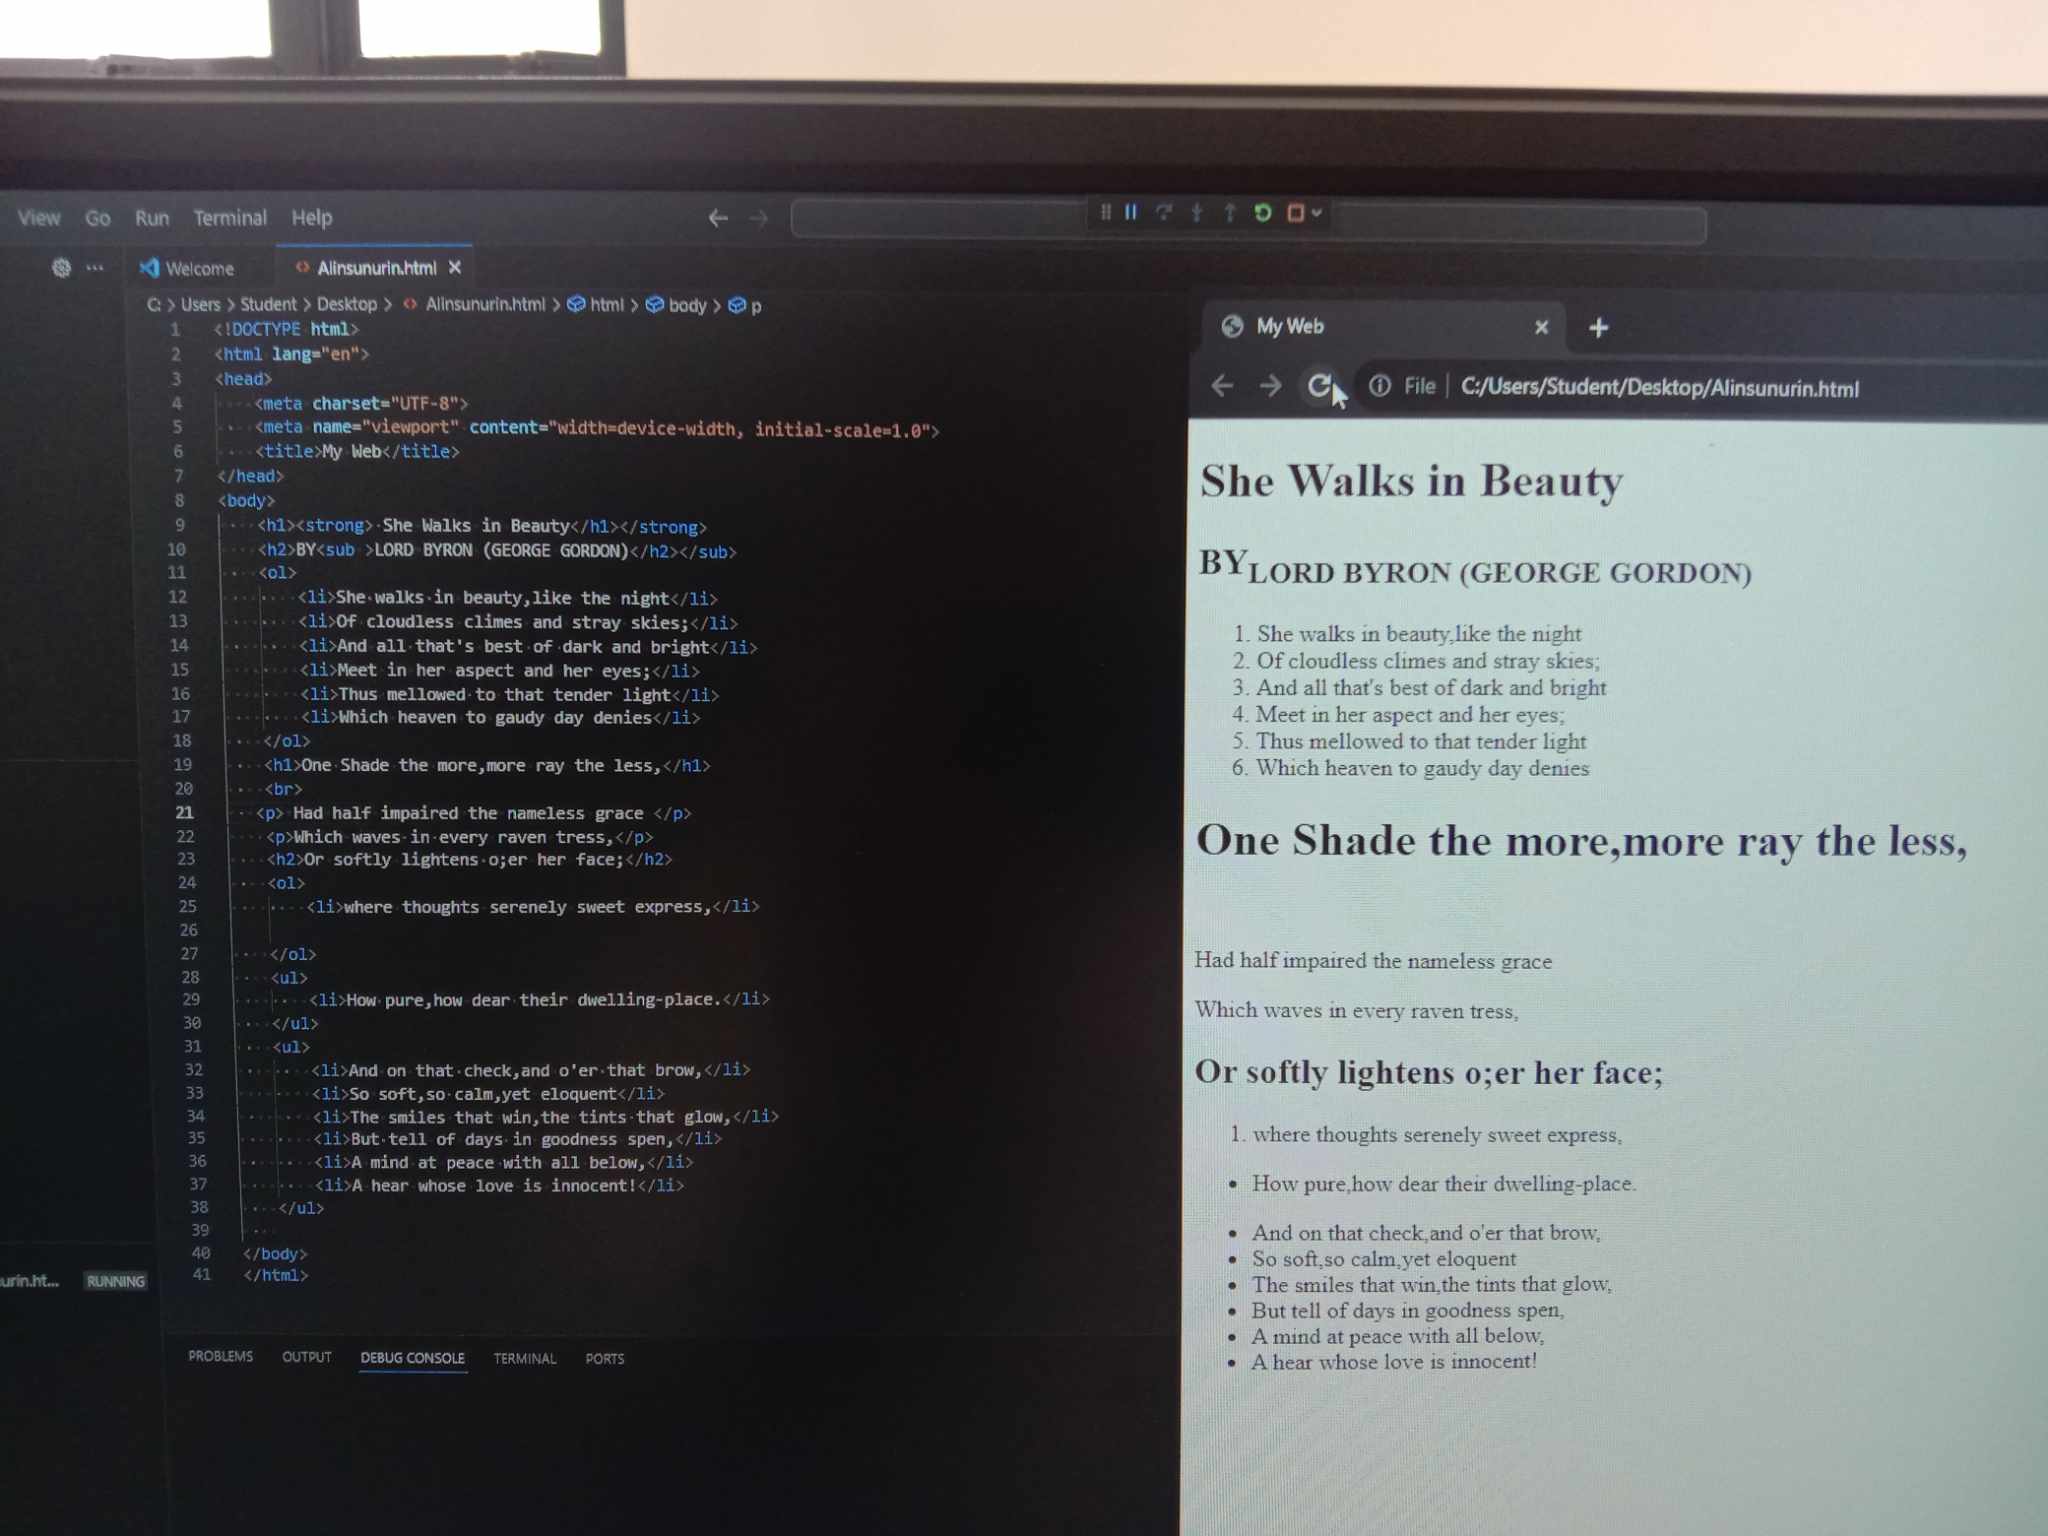 View Go Run Terminal Help
Welcome Alinsunurin.html
C: > Users > Student > Desktop > Alinsunurin.html > html > body > p
1 <!DOCTYPE html>
2 <html lang="en">
3 <head>
4 <meta charset="UTF-8">
5 <meta name="viewport" content="width=device-width, initial-scale=1.0">
6 <title>My Web</title>
7 </head>
8 <body>
9 <h1><strong> She Walks in Beauty</h1></strong>
10 <h2>BY<sub >LORD BYRON (GEORGE GORDON)</h2></sub>
11 <ol>
12 <li>She walks in beauty,like the night</li>
13 <li>Of cloudless climes and stray skies;</li>
14 <li>And all that's best of dark and bright</li>
15 <li>Meet in her aspect and her eyes;</li>
16 <li>Thus mellowed to that tender light</li>
17 <li>Which heaven to gaudy day denies</li>
18 </ol>
19 <h1>One Shade the more,more ray the less,</h1>
20 <br>
21 <p> Had half impaired the nameless grace </p>
22 <p>Which waves in every raven tress,</p>
23 <h2>Or softly lightens o;er her face;</h2>
24 <ol>
25 <li>where thoughts serenely sweet express,</li>
26
27 </ol>
28 <ul>
29 <li>How pure,how dear their dwelling-place.</li>
30 </ul>
31 <ul>
32 <li>And on that check,and o'er that brow,</li>
33 <li>So soft,so calm,yet eloquent</li>
34 <li>The smiles that win,the tints that glow,</li>
35 <li>But tell of days in goodness spen,</li>
36 <li>A mind at peace with all below,</li>
37 <li>A hear whose love is innocent!</li>
38 </ul>
39
40 </body>
41 </html>
urin.ht... RUNNING
PROBLEMS OUTPUT DEBUG CONSOLE TERMINAL PORTS
My Web
File C:/Users/Student/Desktop/Alinsunurin.html
She Walks in Beauty
BY LORD BYRON (GEORGE GORDON)
1. She walks in beauty,like the night
2. Of cloudless climes and stray skies;
3. And all that's best of dark and bright
4. Meet in her aspect and her eyes;
5. Thus mellowed to that tender light
6. Which heaven to gaudy day denies
One Shade the more,more ray the less,
Had half impaired the nameless grace
Which waves in every raven tress,
Or softly lightens o;er her face;
1. where thoughts serenely sweet express,
• How pure,how dear their dwelling-place.
• And on that check,and o'er that brow,
• So soft,so calm,yet eloquent
• The smiles that win,the tints that glow,
• But tell of days in goodness spen,
• A mind at peace with all below,
• A hear whose love is innocent!